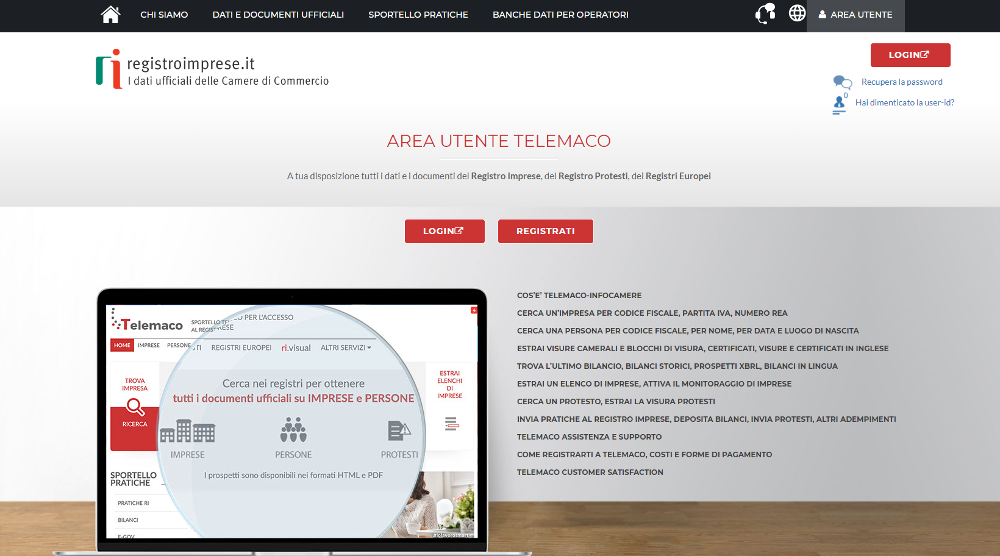 CHI SIAMO
DATI E DOCUMENTI UFFICIALI
SPORTELLO PRATICHE
BANCHE DATI PER OPERATORI
AREA UTENTE
registroimprese.it
I dati ufficiali delle Camere di Commercio
LOGIN
Recupera la password
Hai dimenticato la user-id?
AREA UTENTE TELEMACO
A tua disposizione tutti i dati e i documenti del Registro Imprese, del Registro Protesti, dei Registri Europei
LOGIN
REGISTRATI
4
Telemaco
SPORTELLO
PER L'ACCESSO
AL
HOME
IMPRESE
PERSONE
REGISTRI EUROPEI
ri.visual
ALTRI SERVIZI
TROVA
IMPRESA
RICERCA
Cerca nei registri per ottenere
tutti i documenti ufficiali su IMPRESE e PERSONE
IMPRESE
PERSONE
PROTESTI
I prospetti sono disponibili nei formati HTML e PDF
ESTRAI
ELENCHI
DI
IMPRESE
SPORTELLO
PRATICHE
PRATICHE RI
BILANCI
E-GOV
#iolavorosmart
COS'E' TELEMACO-INFOCAMERE
CERCA UN'IMPRESA PER CODICE FISCALE, PARTITA IVA, NUMERO REA
CERCA UNA PERSONA PER CODICE FISCALE, PER NOME, PER DATA E LUOGO DI NASCITA
ESTRAI VISURE CAMERALI E BLOCCHI DI VISURA, CERTIFICATI, VISURE E CERTIFICATI IN INGLESE
TROVA L'ULTIMO BILANCIO, BILANCI STORICI, PROSPETTI XBRL, BILANCI IN LINGUA
ESTRAI UN ELENCO DI IMPRESE, ATTIVA IL MONITORAGGIO DI IMPRESE
CERCA UN PROTESTO, ESTRAI LA VISURA PROTESTI
INVIA PRATICHE AL REGISTRO IMPRESE, DEPOSITA BILANCI, INVIA PROTESTI, ALTRI ADEMPIMENTI
TELEMACO ASSISTENZA E SUPPORTO
COME REGISTRARTI A TELEMACO, COSTI E FORME DI PAGAMENTO
TELEMACO CUSTOMER SATISFACTION